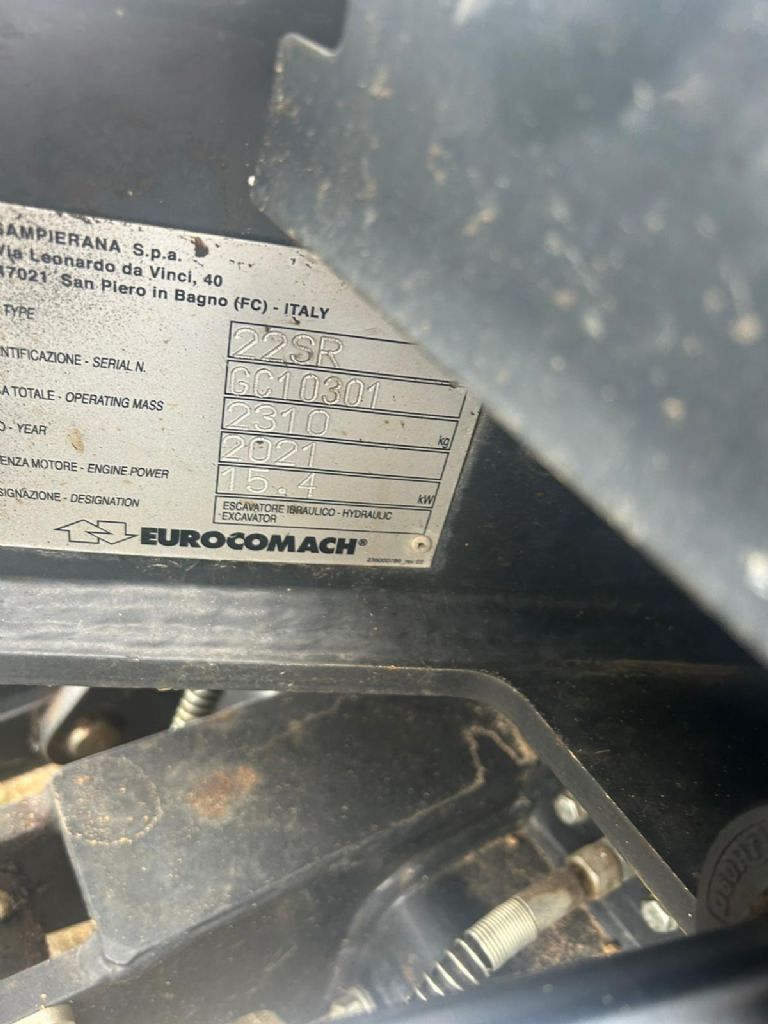 SAMPIERANA S.p.a.
Via Leonardo da Vinci, 40
47021 San Piero in Bagno (FC) - ITALY
TYPE
22SR
NTIFICAZIONE - SERIAL N.
GC10301
A TOTALE - OPERATING MASS
2310
kg
O - YEAR
2021
ENZA MOTORE - ENGINE POWER
15.4
kW
SIGNAZIONE - DESIGNATION
ESCAVATORE IDRAULICO - HYDRAULIC
EXCAVATOR
EUROCOMACH®